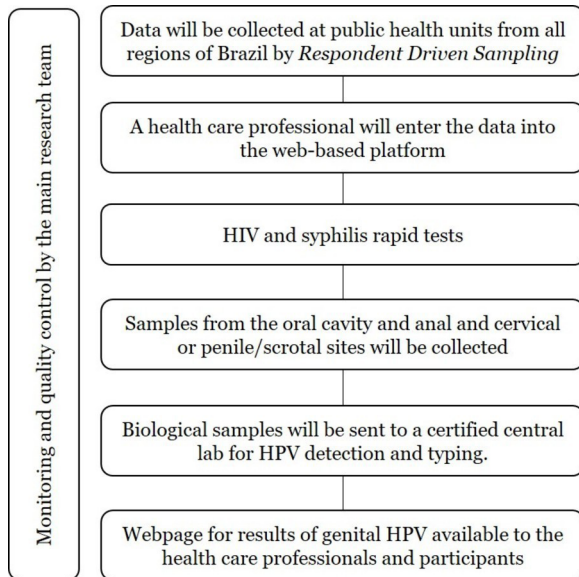 Monitoring and quality control by the main research team
Data will be collected at public health units from all
regions of Brazil by Respondent Driven Sampling
A health care professional will enter the data into
the web-based platform
HIV and syphilis rapid tests
Samples from the oral cavity and anal and cervical
or penile/scrotal sites will be collected
Biological samples will be sent to a certified central
lab for HPV detection and typing.
Webpage for results of genital HPV available to the
health care professionals and participants